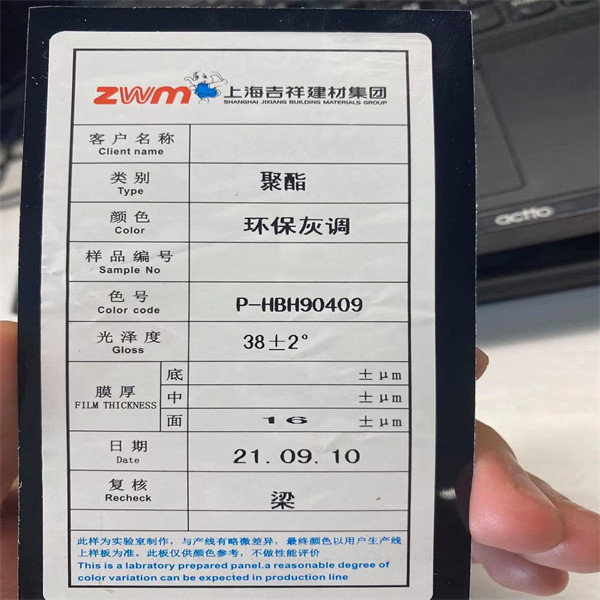 zwm 上海吉祥建材集团
SHANGHAI JIXIANG BUILDING MATERIALS GROUP
客户名称
Client name
类别 聚酯
Type
颜色 环保灰调
Color
样品编号
Sample No
色号 P-HBH90409
Color code
光泽度 38±2°
Gloss
膜厚 底 ±μm
FILM THICKNESS 中 ±μm
面 16 ±μm
日期 21.09.10
Date
复核 梁
Recheck
此样为实验室制作，与产线有略微差异，最终颜色以用户生产线
上样板为准。此板仅供颜色参考，不做性能评价
This is a labratory prepared panel.a reasonable degree of
color variation can be expected in production line
actto